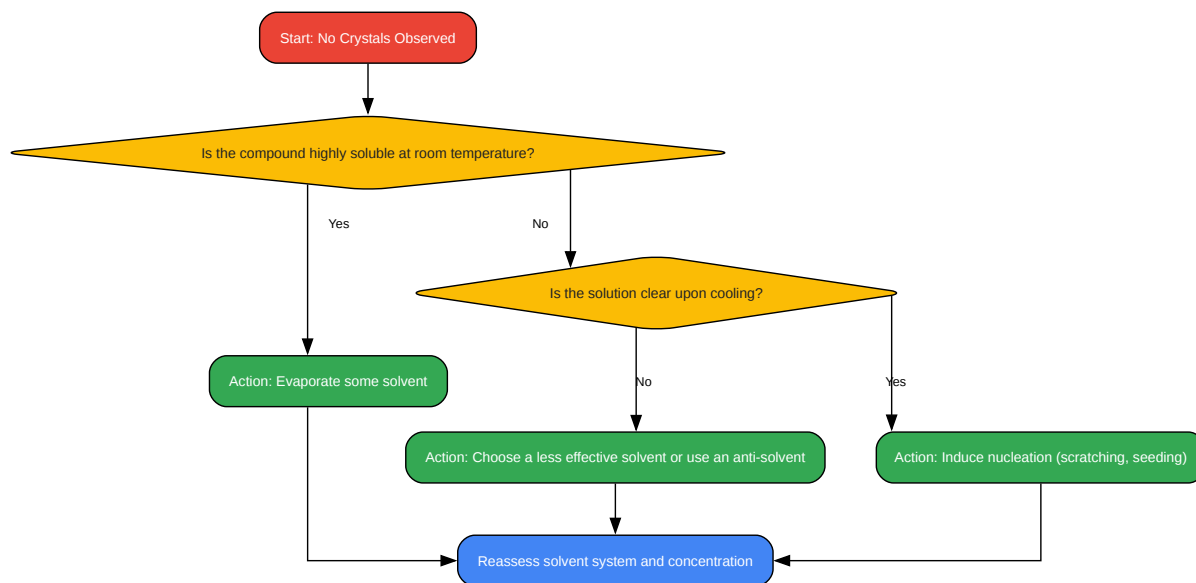 Start: No Crystals Observed
Is the compound highly soluble at room temperature?
Yes
No
Is the solution clear upon cooling?
Action: Evaporate some solvent
No
Yes
Action: Choose a less effective solvent or use an anti-solvent
Action: Induce nucleation (scratching, seeding)
Reassess solvent system and concentration